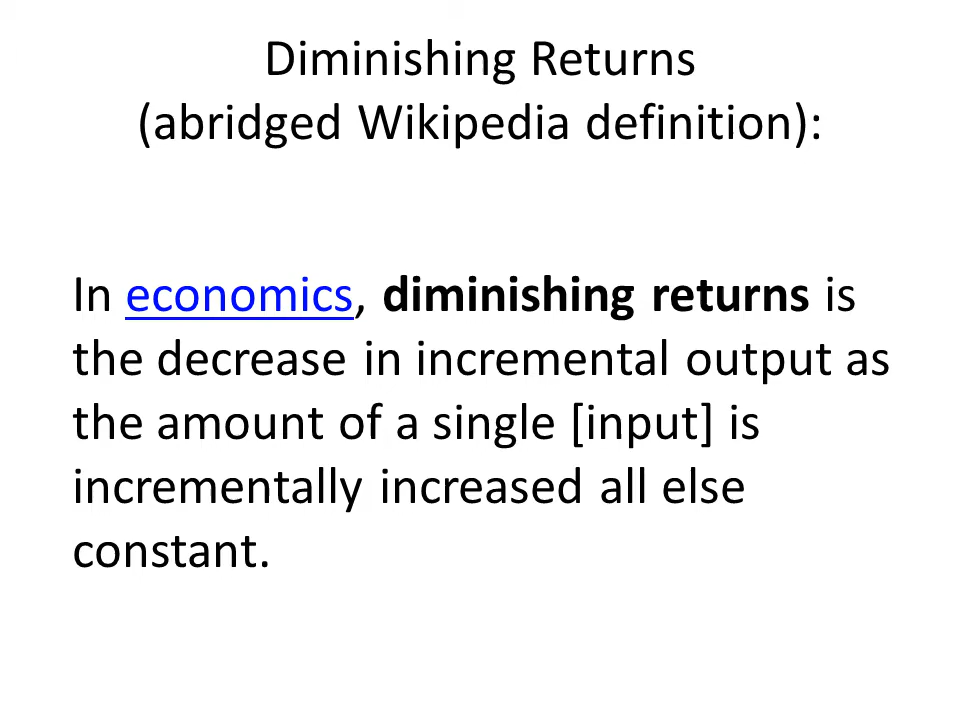 Diminishing Returns
(abridged Wikipedia definition):
In economics, diminishing returns is
the decrease in incremental output as
the amount of a single [input] is
incrementally increased all else
constant.